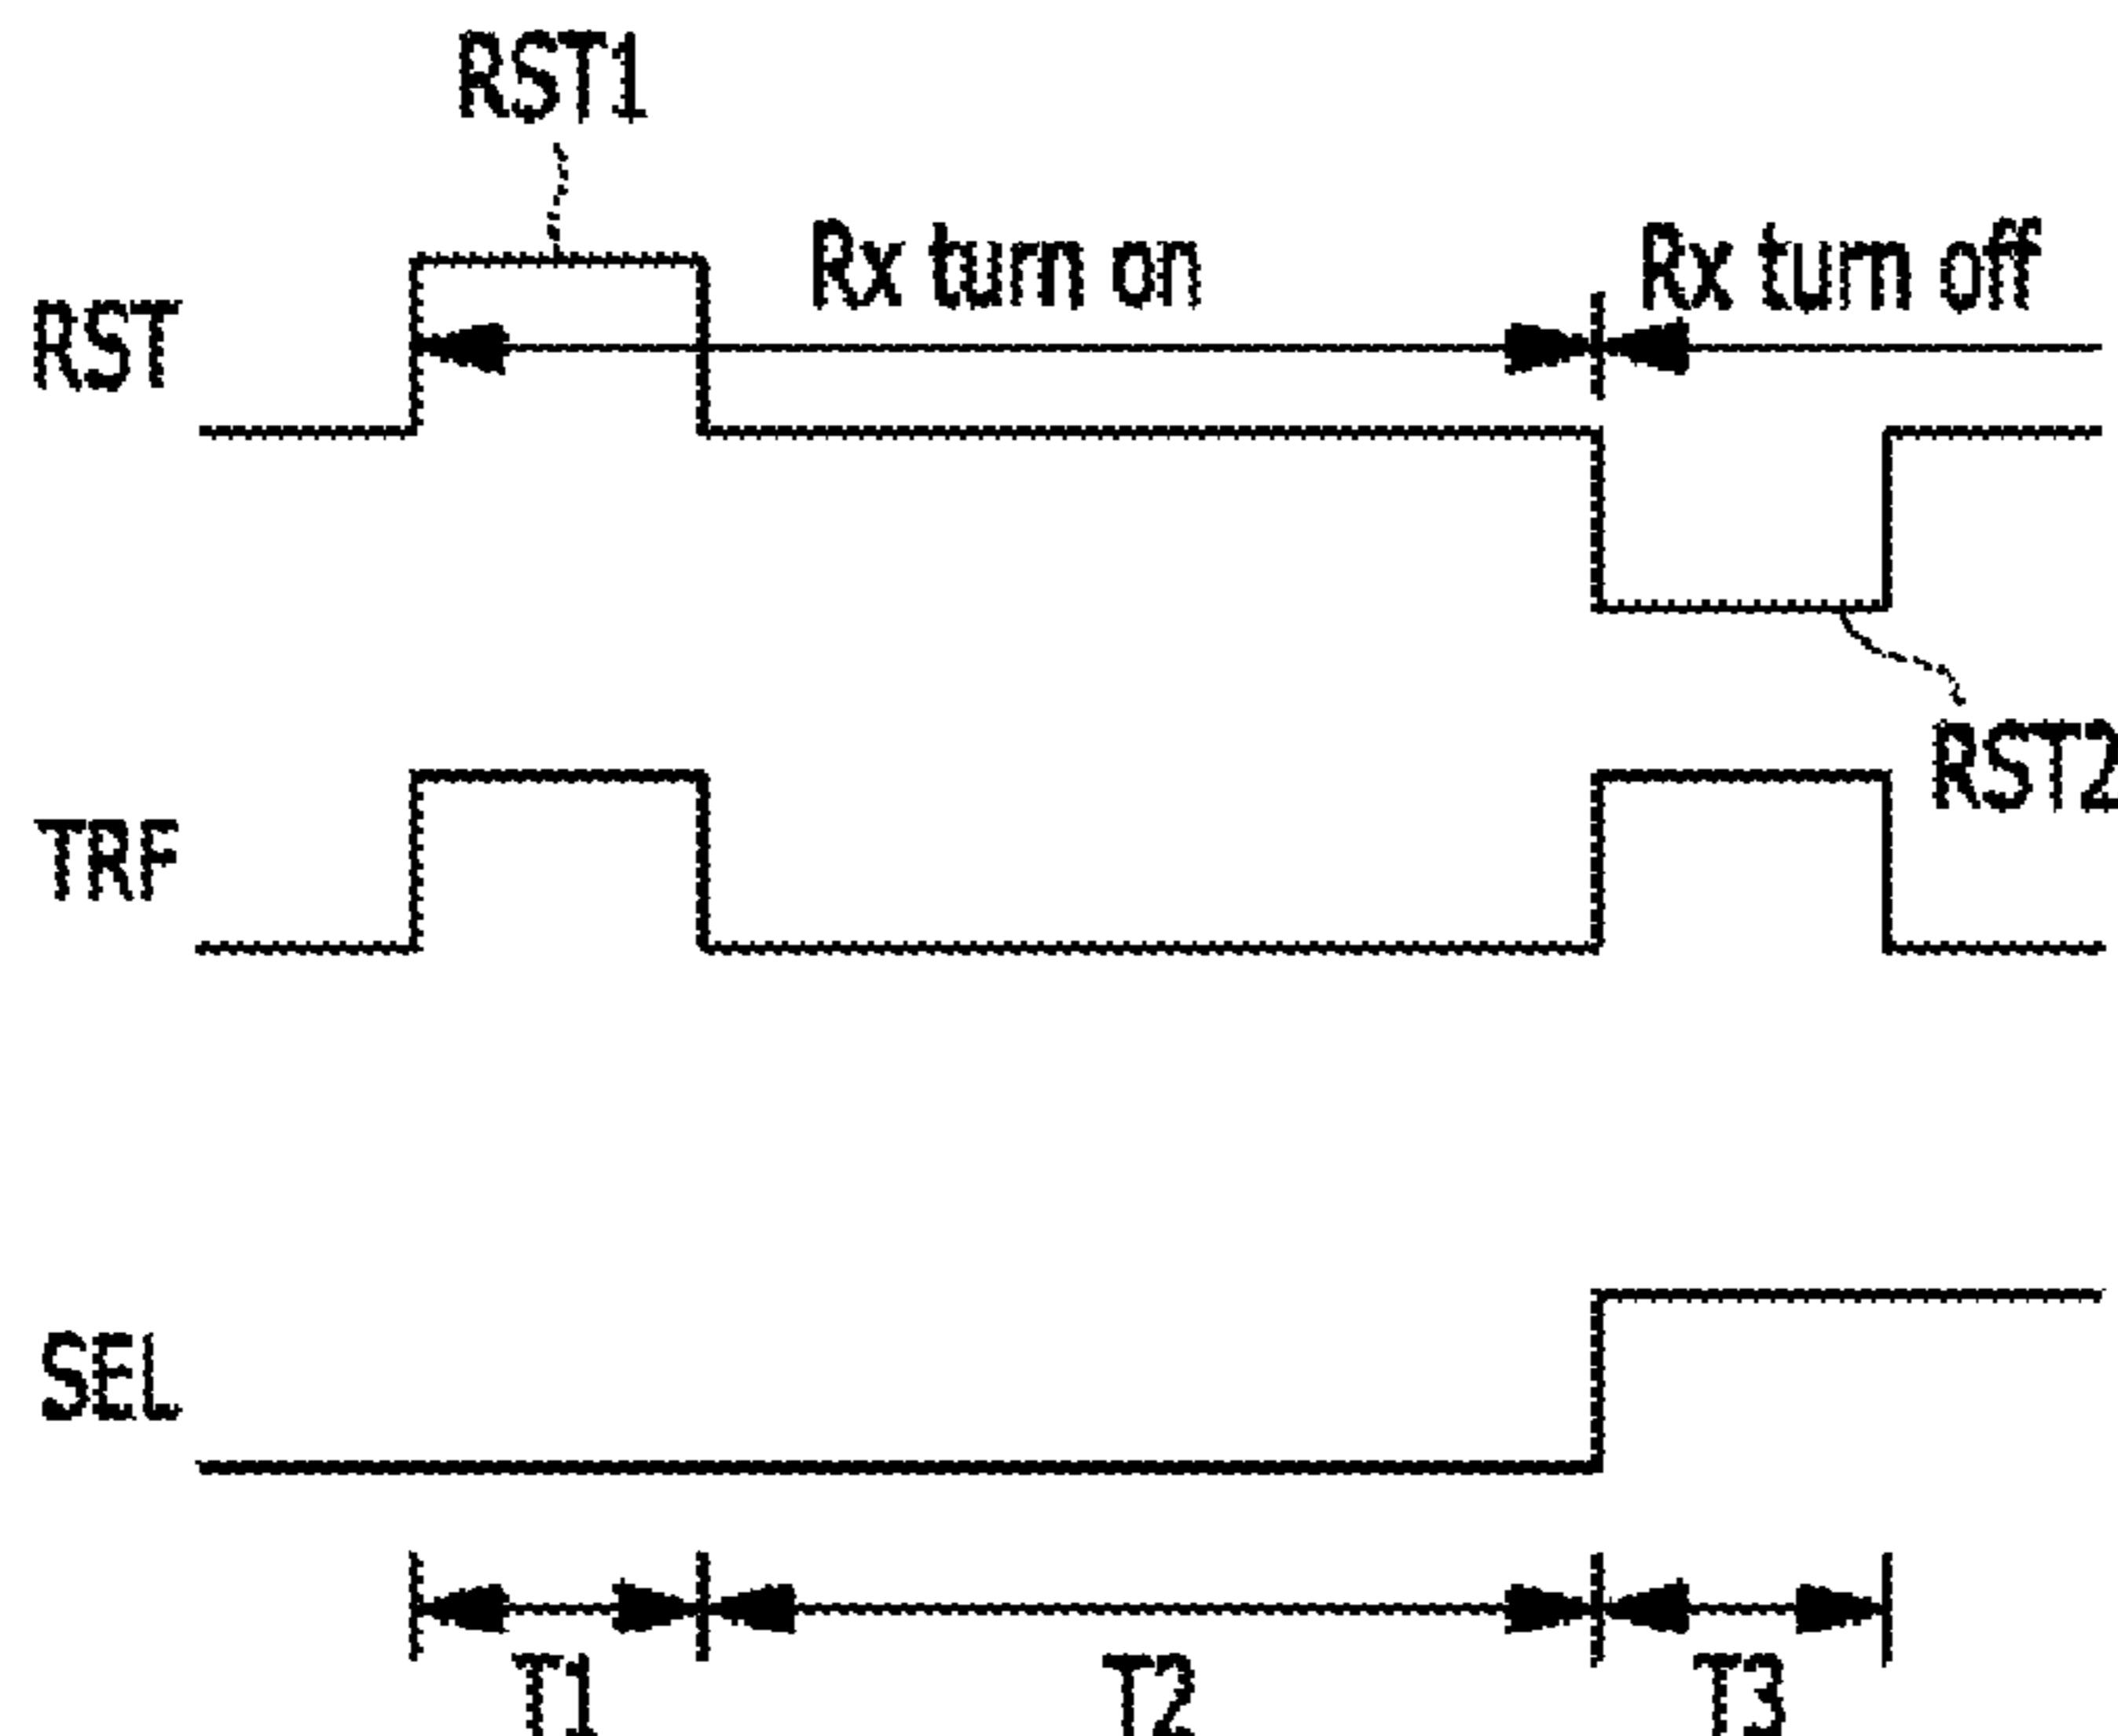 RST1
Rx turn on
Rx turn off
RST
RST2
TRF
SEL
T1
T2
T3